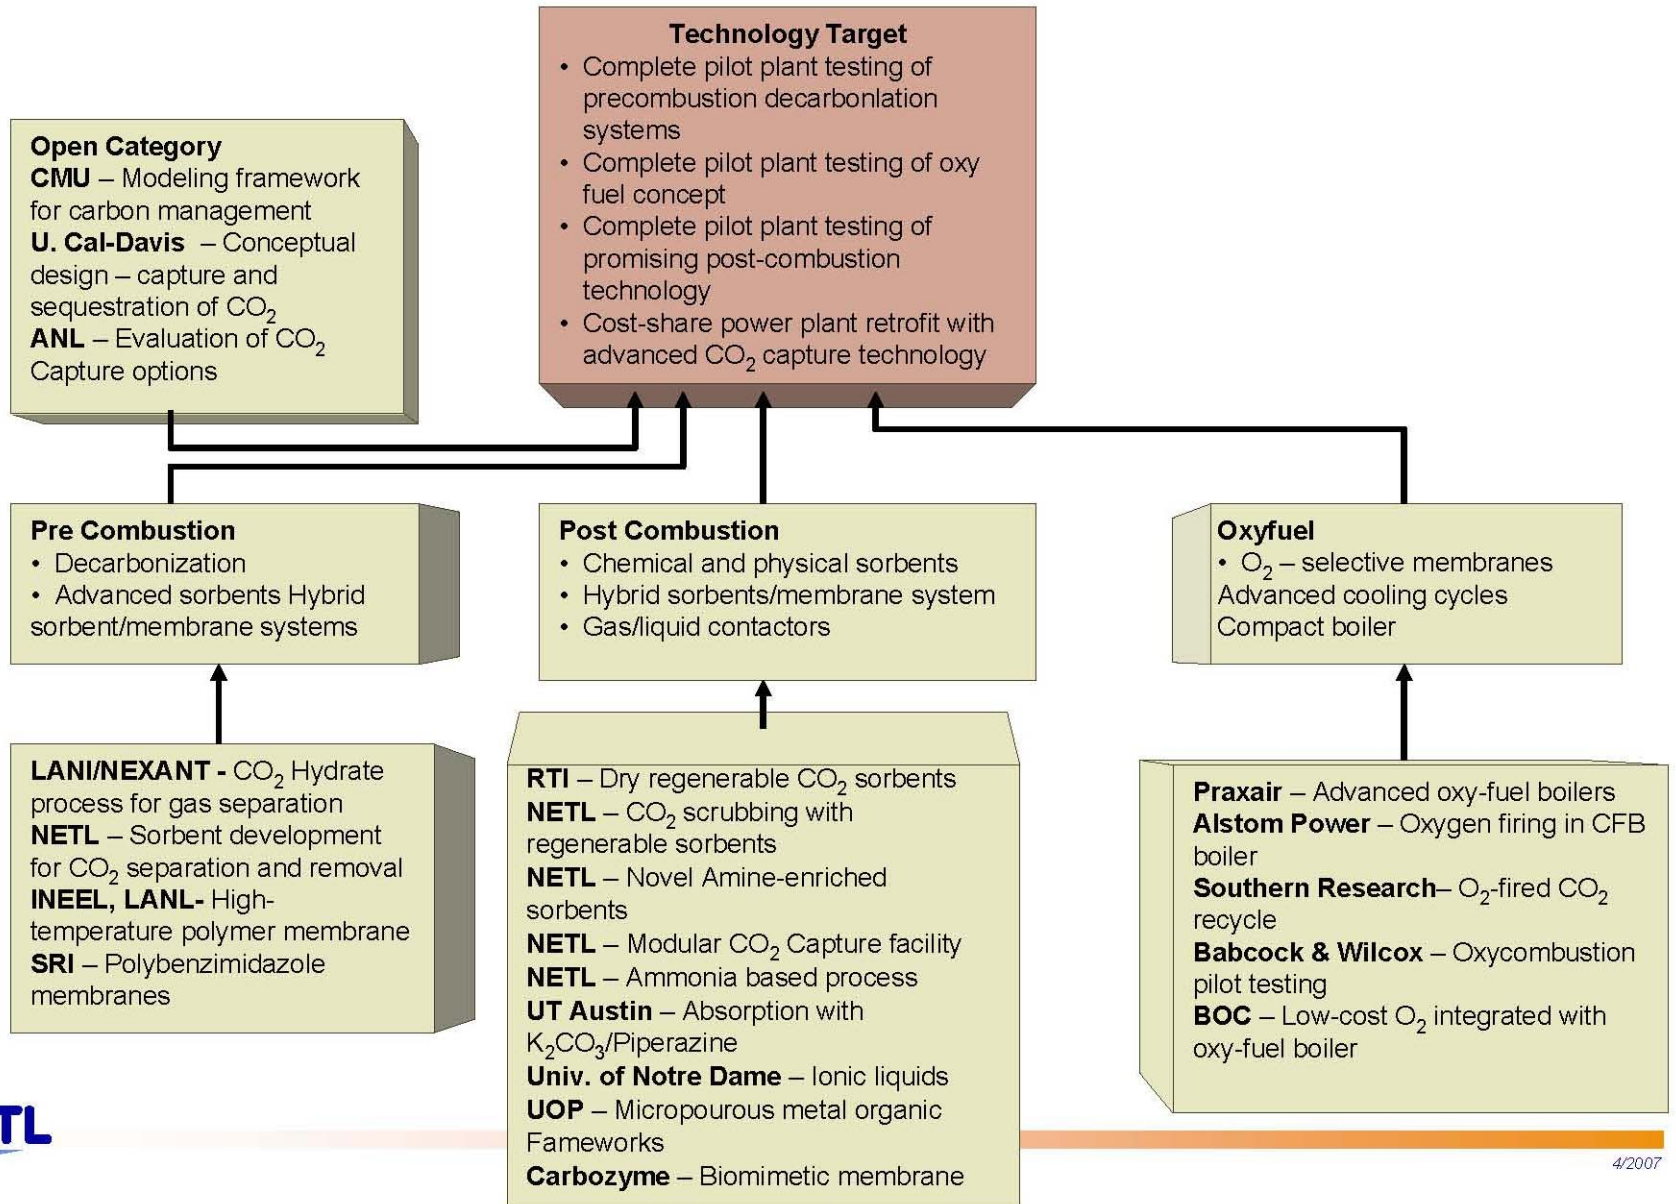 Technology Target
• Complete pilot plant testing of
precombustion decarbonlation
systems
• Complete pilot plant testing of oxy
fuel concept
• Complete pilot plant testing of
promising post-combustion
technology
• Cost-share power plant retrofit with
advanced CO₂ capture technology
Open Category
CMU – Modeling framework
for carbon management
U. Cal-Davis – Conceptual
design – capture and
sequestration of CO₂
ANL – Evaluation of CO₂
Capture options
Pre Combustion
• Decarbonization
• Advanced sorbents Hybrid
sorbent/membrane systems
Post Combustion
• Chemical and physical sorbents
• Hybrid sorbents/membrane system
• Gas/liquid contactors
Oxyfuel
• O₂ – selective membranes
Advanced cooling cycles
Compact boiler
LANI/NEXANT - CO₂ Hydrate
process for gas separation
NETL – Sorbent development
for CO₂ separation and removal
INEEL, LANL- High-
temperature polymer membrane
SRI – Polybenzimidazole
membranes
RTI – Dry regenerable CO₂ sorbents
NETL – CO₂ scrubbing with
regenerable sorbents
NETL – Novel Amine-enriched
sorbents
NETL – Modular CO₂ Capture facility
NETL – Ammonia based process
UT Austin – Absorption with
K₂CO₃/Piperazine
Univ. of Notre Dame – Ionic liquids
UOP – Micropourous metal organic
Fameworks
Carbozyme – Biomimetic membrane
Praxair – Advanced oxy-fuel boilers
Alstom Power – Oxygen firing in CFB
boiler
Southern Research– O₂-fired CO₂
recycle
Babcock & Wilcox – Oxycombustion
pilot testing
BOC – Low-cost O₂ integrated with
oxy-fuel boiler
TL
4/2007